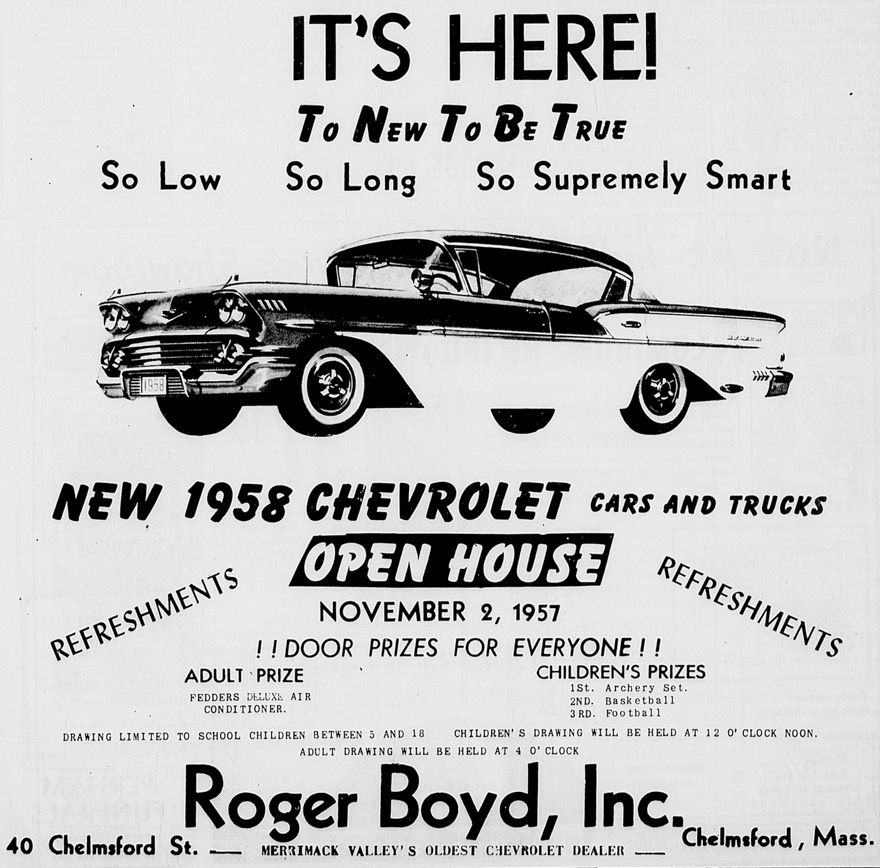 IT'S HERE!
TO NEW TO BE TRUE
So Low So Long So Supremely Smart
1958
NEW 1958 CHEVROLET CARS AND TRUCKS
OPEN HOUSE
REFRESHMENTS
REFRESHMENTS
NOVEMBER 2, 1957
!!DOOR PRIZES FOR EVERYONE!!
ADULT PRIZE
FEDDERS DELUXE AIR
CONDITIONER.
CHILDREN'S PRIZES
1St. Archery Set.
2ND. Basketball
3RD. Football
DRAWING LIMITED TO SCHOOL CHILDREN BETWEEN 5 AND 18 CHILDREN'S DRAWING WILL BE HELD AT 12 O'CLOCK NOON.
ADULT DRAWING WILL BE HELD AT 4 O'CLOCK
Roger Boyd, Inc.
40 Chelmsford St. — MERRIMACK VALLEY'S OLDEST CHEVROLET DEALER — Chelmsford, Mass.